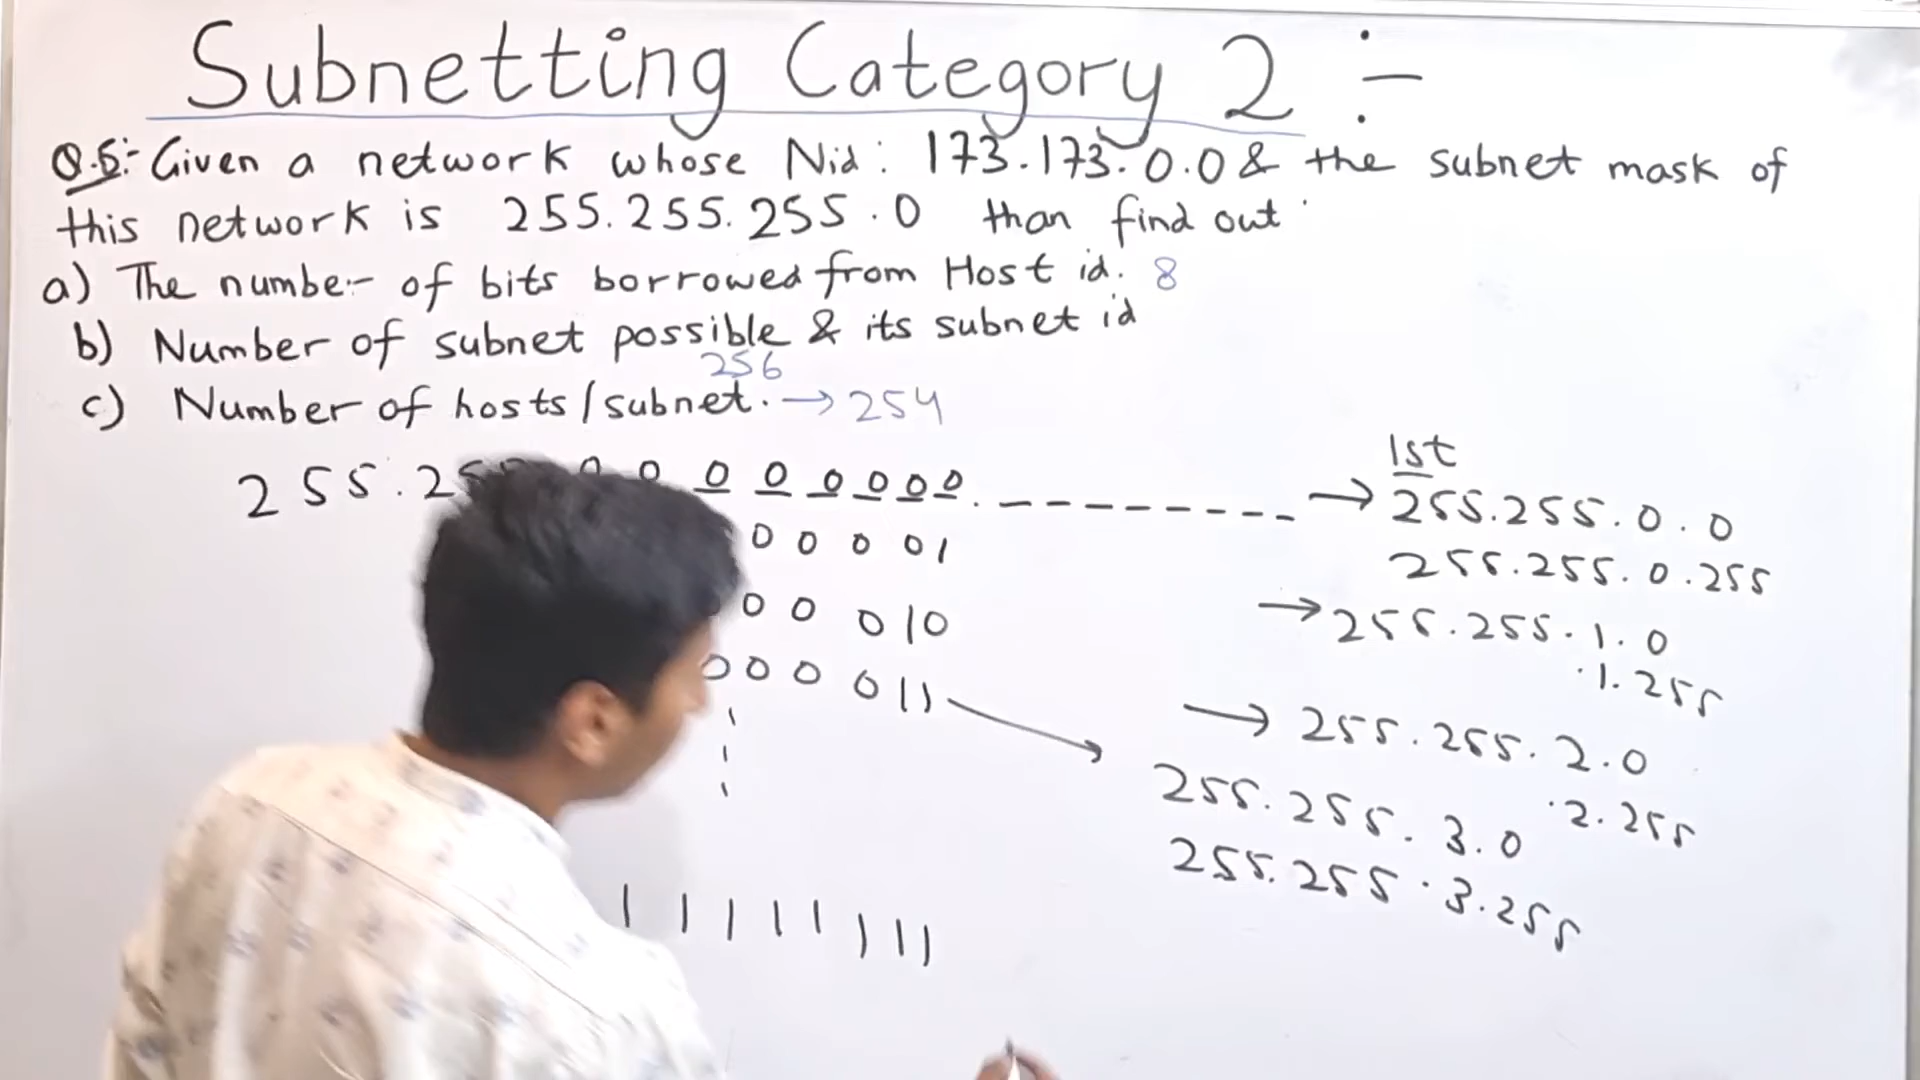 Subnetting Category 2 :-
Q.5:- Given a network whose Nid: 173.173.0.0 & the subnet mask of
this network is 255.255.255.0 than find out
a) The number of bits borrowed from Host id. 8
b) Number of subnet possible & its subnet id
256
c) Number of hosts/subnet. → 254
1st
255. 0 0 0 0 0 0 0 0 . _ _ _ _ _ _ _ _ → 255.255.0.0
0 0 0 0 1 255.255.0.255
→ 255.255.1.0
0 0 0 1 0
.1.255
0 0 0 0 1 1
→ 255.255.2.0
.2.255
255.255.3.0
255.255.3.255
1 1 1 1 1 1 1 1